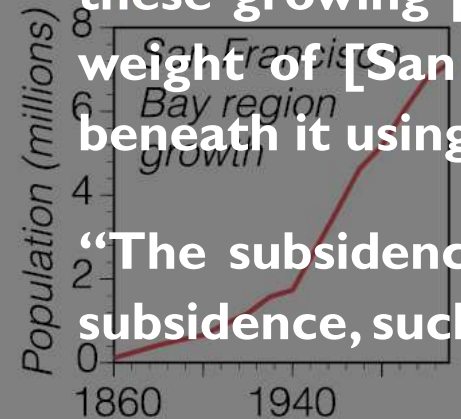 these growing
8
San Francisco
weight of [San
6
Bay region
beneath it using
growth
4
“The subsidenc
2
subsidence, sucl
0
1860 1940
Population (millions)